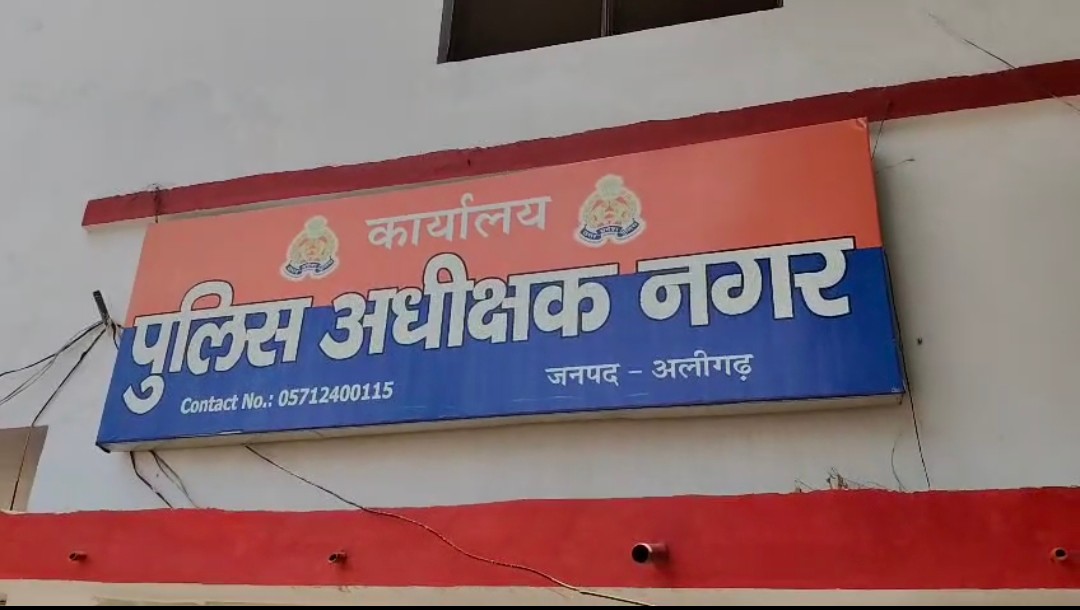 कार्यालय
पुलिस अधीक्षक नगर
जनपद - अलीगढ़
Contact No.: 05712400115